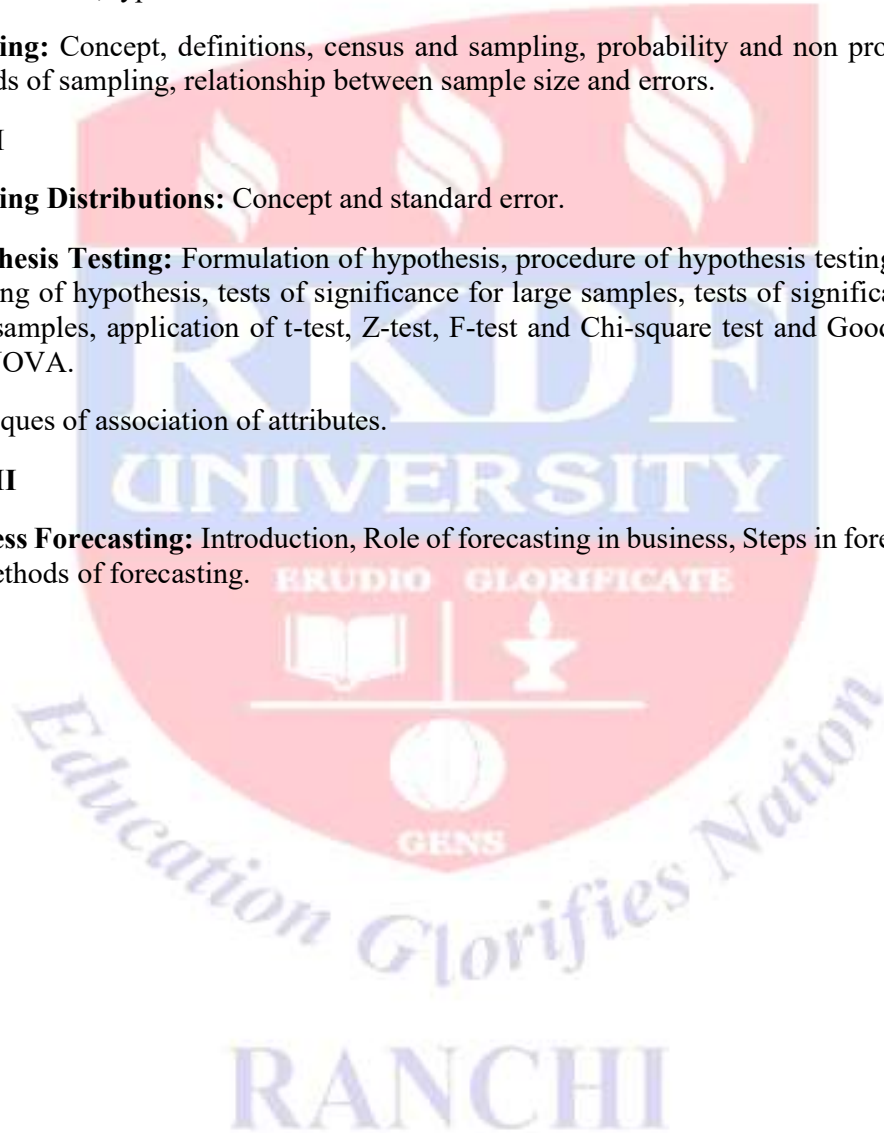 ing: Concept, definitions, census and sampling, probability and non pro
ds of sampling, relationship between sample size and errors.
I
ing Distributions: Concept and standard error.
hesis Testing: Formulation of hypothesis, procedure of hypothesis testing
ng of hypothesis, tests of significance for large samples, tests of significa
samples, application of t-test, Z-test, F-test and Chi-square test and Good
NOVA.
ques of association of attributes.
II
ess Forecasting: Introduction, Role of forecasting in business, Steps in fore
ethods of forecasting.
RKDF
UNIVERSITY
ERUDIO GLORIFICATE
GENS
Education Glorifies Nation
RANCHI